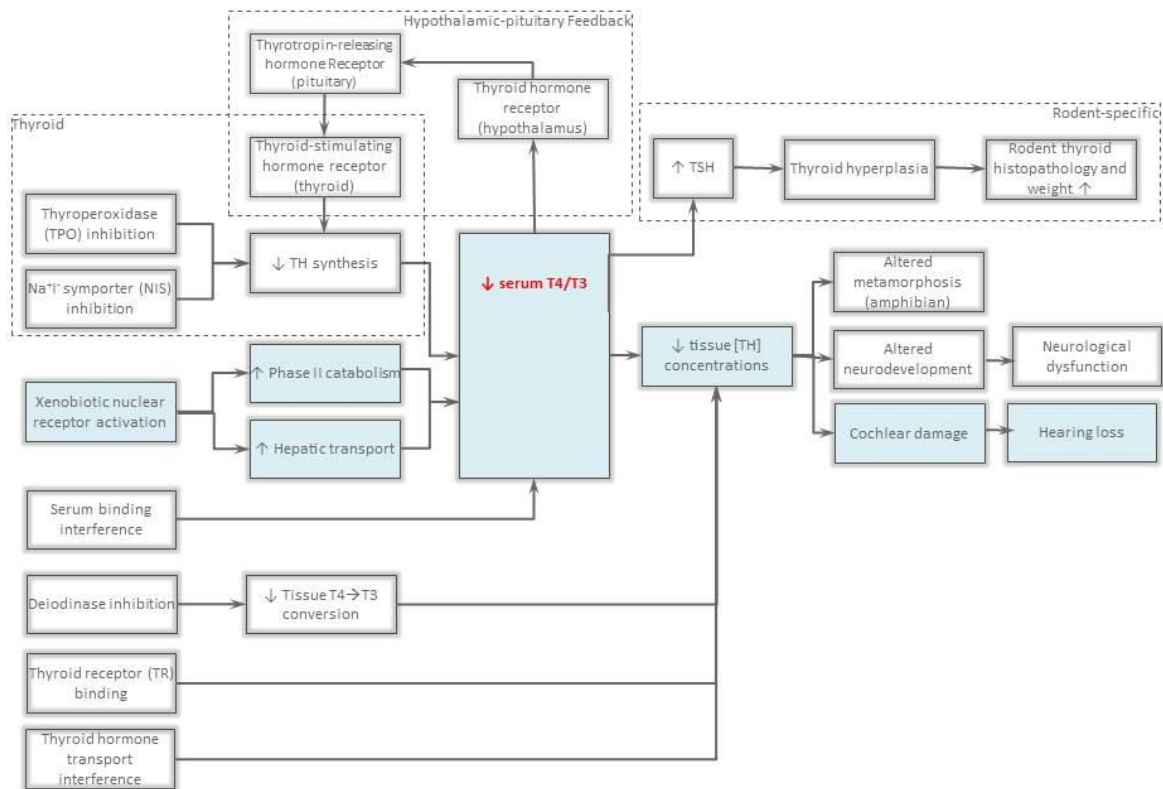 Hypothalamic-pituitary Feedback
Thyrotropin-releasing
hormone Receptor
(pituitary)
Thyroid hormone
receptor
(hypothalamus)
Thyroid
Thyroid-stimulating
hormone receptor
(thyroid)
Rodent-specific
↑ TSH
Thyroid hyperplasia
Rodent thyroid
histopathology and
weight ↑
Thyroperoxidase
(TPO) inhibition
↓ TH synthesis
Na⁺I⁻ symporter (NIS)
inhibition
↓ serum T4/T3
Altered
metamorphosis
(amphibian)
↓ tissue [TH]
concentrations
Altered
neurodevelopment
Neurological
dysfunction
Cochlear damage
Hearing loss
Xenobiotic nuclear
receptor activation
↑ Phase II catabolism
↑ Hepatic transport
Serum binding
interference
Deiodinase inhibition
↓ Tissue T4→T3
conversion
Thyroid receptor (TR)
binding
Thyroid hormone
transport
interference